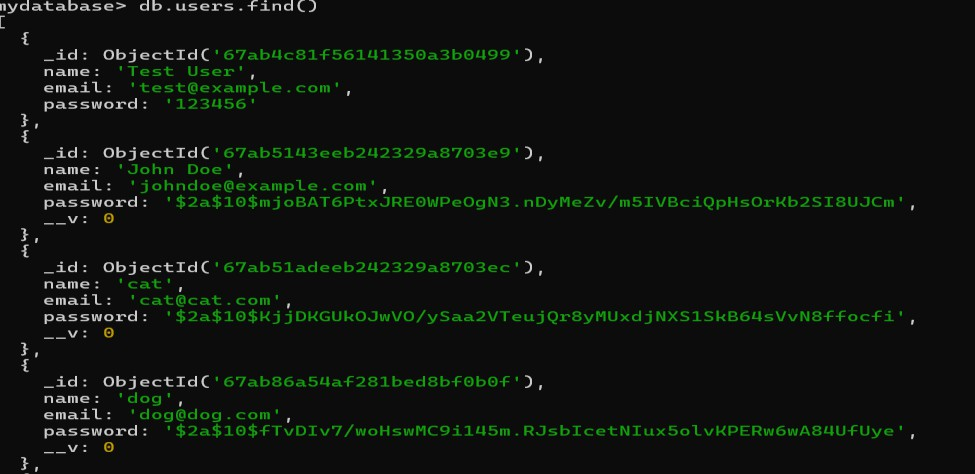 mydatabase> db.users.find()
[
  {
    _id: ObjectId('67ab4c81f56141350a3b0499'),
    name: 'Test User',
    email: 'test@example.com',
    password: '123456'
  },
  {
    _id: ObjectId('67ab5143eeb242329a8703e9'),
    name: 'John Doe',
    email: 'johndoe@example.com',
    password: '$2a$10$mjoBAT6PtxJRE0WPeOgN3.nDyMeZv/m5IVBciQpHsOrKb2SI8UJCm',
    __v: 0
  },
  {
    _id: ObjectId('67ab51adeeb242329a8703ec'),
    name: 'cat',
    email: 'cat@cat.com',
    password: '$2a$10$KjjDKGUkOJwVO/ySaa2VTeujQr8yMUxdjNXS1SkB64sVvN8ffocfi',
    __v: 0
  },
  {
    _id: ObjectId('67ab86a54af281bed8bf0b0f'),
    name: 'dog',
    email: 'dog@dog.com',
    password: '$2a$10$fTvDIv7/woHswMC9i145m.RJsbIcetNIux5olvKPERw6wA84UfUye',
    __v: 0
  },